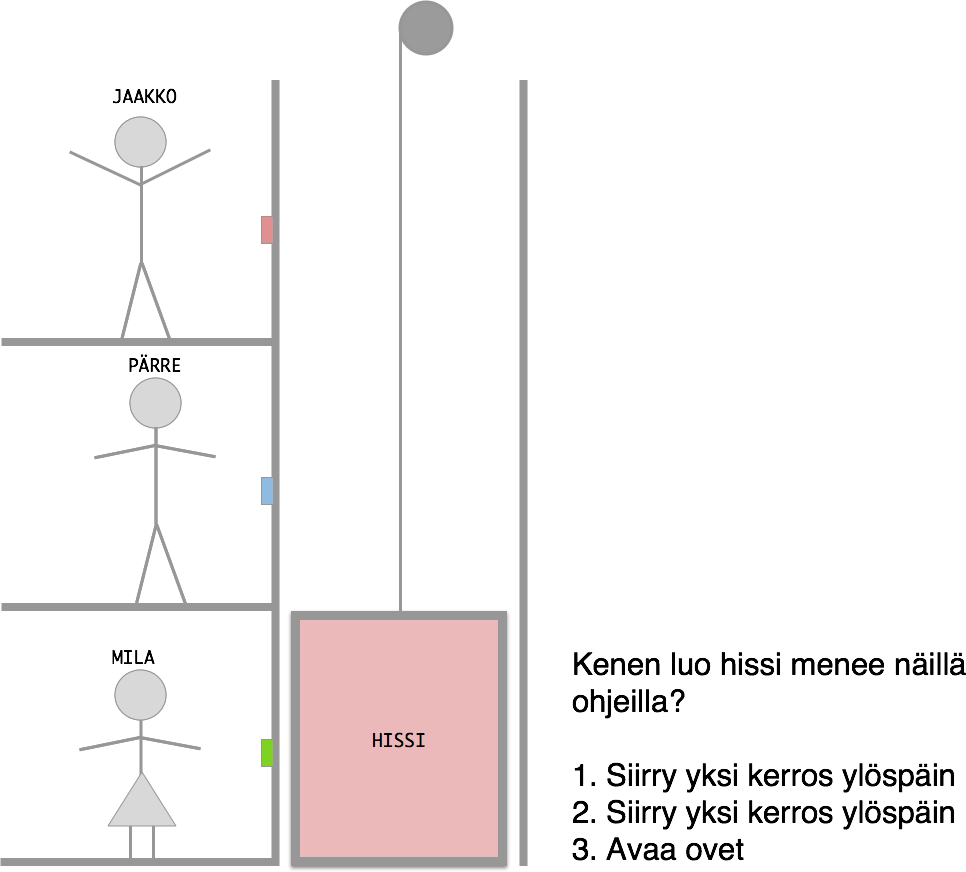 JAAKKO
PÄRRE
MILA
HISSI
Kenen luo hissi menee näillä
ohjeilla?
1. Siirry yksi kerros ylöspäin
2. Siirry yksi kerros ylöspäin
3. Avaa ovet